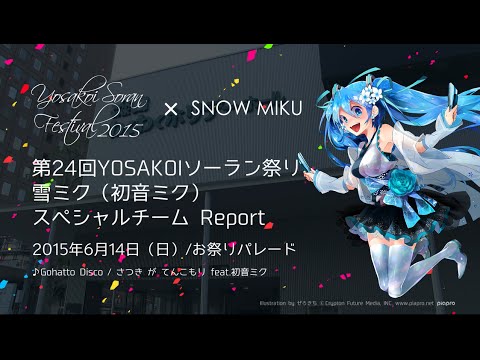 Yosakoi Soran
Festival 2015
× SNOW MIKU
第24回YOSAKOIソーラン祭り
雪ミク（初音ミク）
スペシャルチーム Report
2015年6月14日（日）/お祭りパレード
♪Gohatto Disco / さつき が てんこもり feat.初音ミク
Illustration by ざうきち © Crypton Future Media, INC. www.piapro.net piapro